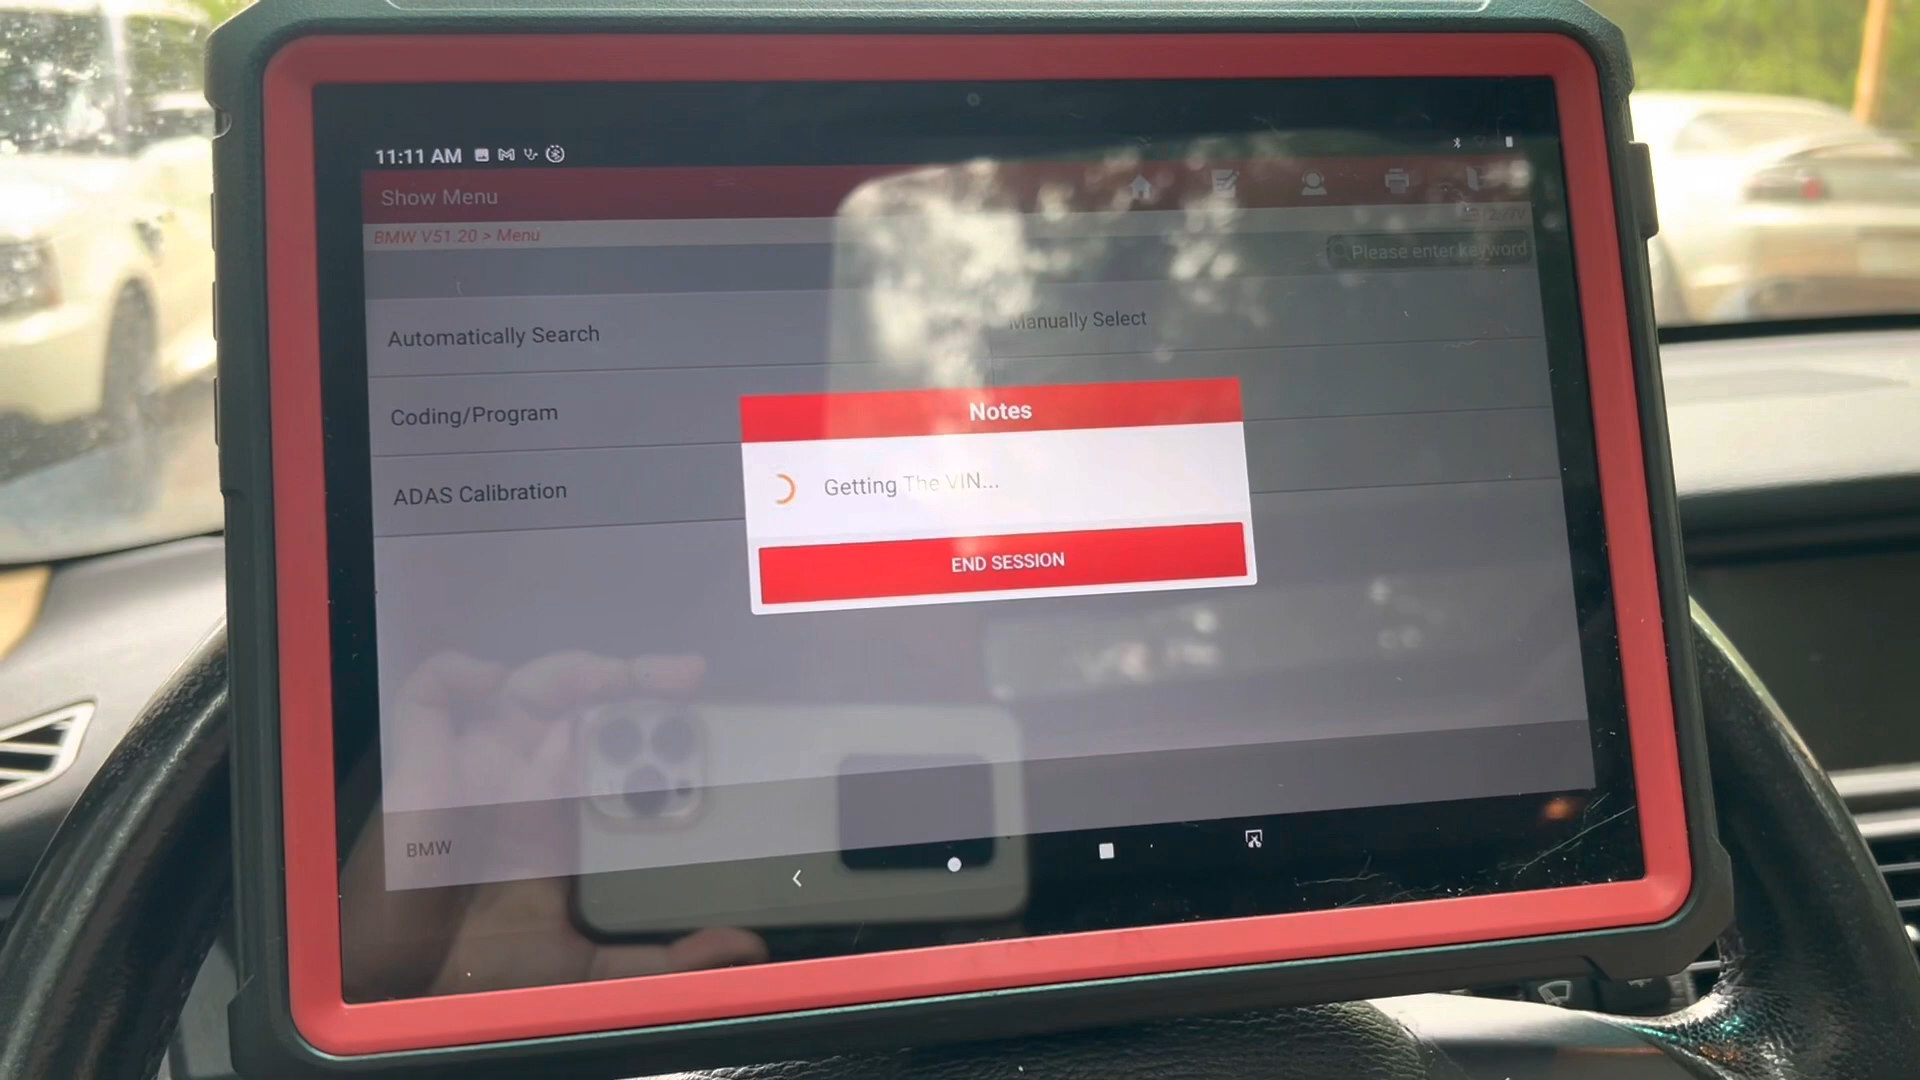 11:11 AM
Show Menu
BMW V51.20 > Menu
Please enter keyword
Automatically Search
Manually Select
Coding/Program
ADAS Calibration
Notes
Getting The VIN...
END SESSION
BMW